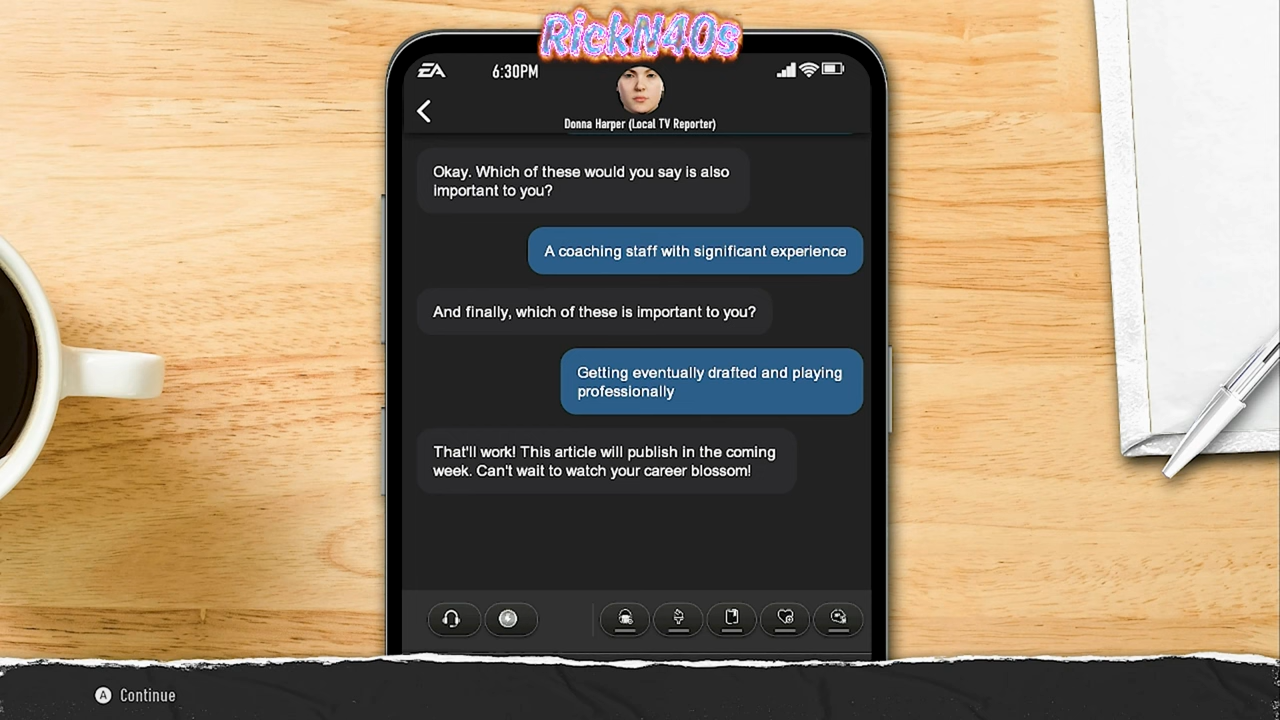 RickN40s
EA
6:30PM
Donna Harper (Local TV Reporter)
Okay. Which of these would you say is also
important to you?
A coaching staff with significant experience
And finally, which of these is important to you?
Getting eventually drafted and playing
professionally
That'll work! This article will publish in the coming
week. Can't wait to watch your career blossom!
A Continue